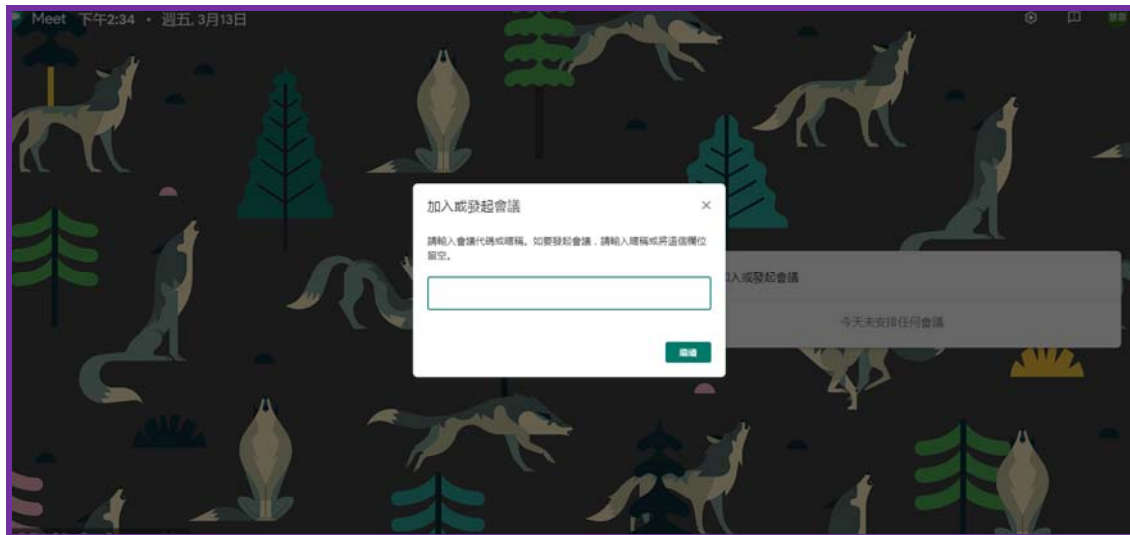 Meet 下午2:34 • 週五, 3月13日
加入或發起會議
請輸入會議代碼或暱稱。如要發起會議，請輸入暱稱或將這個欄位
留空。
繼續
加入或發起會議
今天未安排任何會議